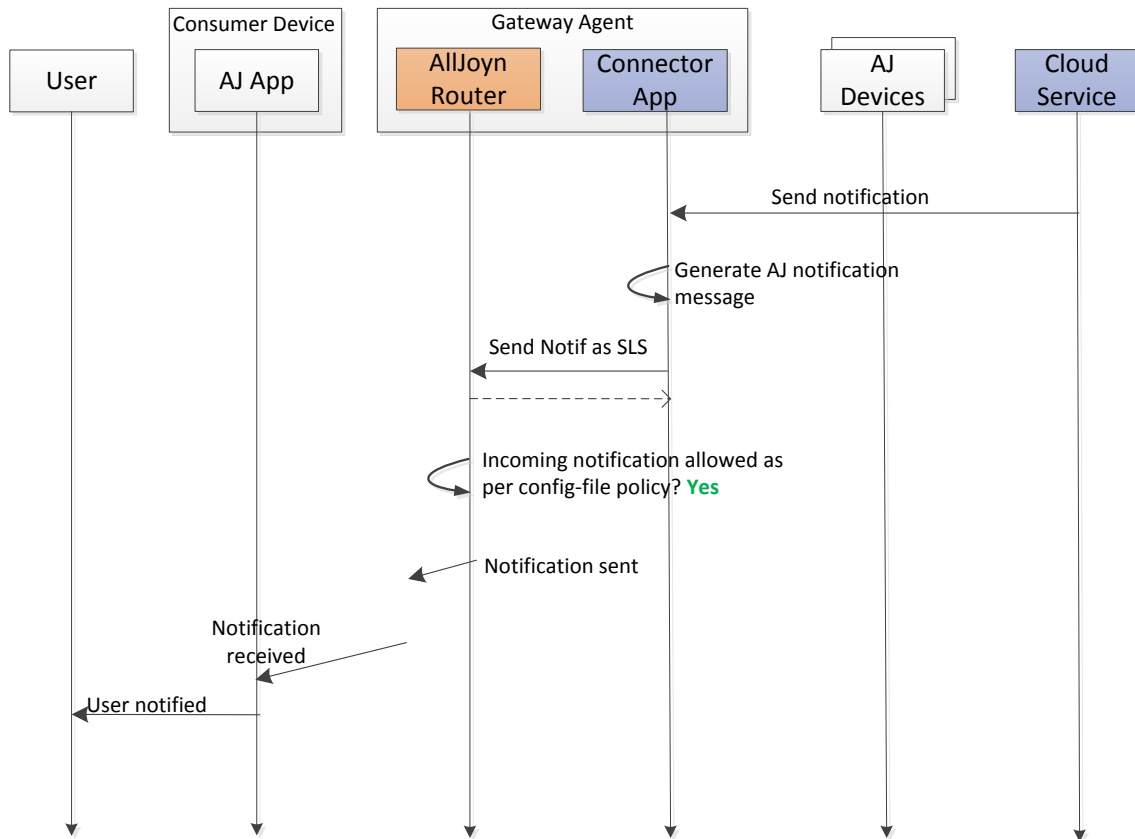 Consumer Device
Gateway Agent
User
AJ App
AllJoyn
Router
Connector
App
AJ
Devices
Cloud
Service
Send notification
Generate AJ notification
message
Send Notif as SLS
Incoming notification allowed as
per config-file policy? Yes
Notification sent
Notification
received
User notified